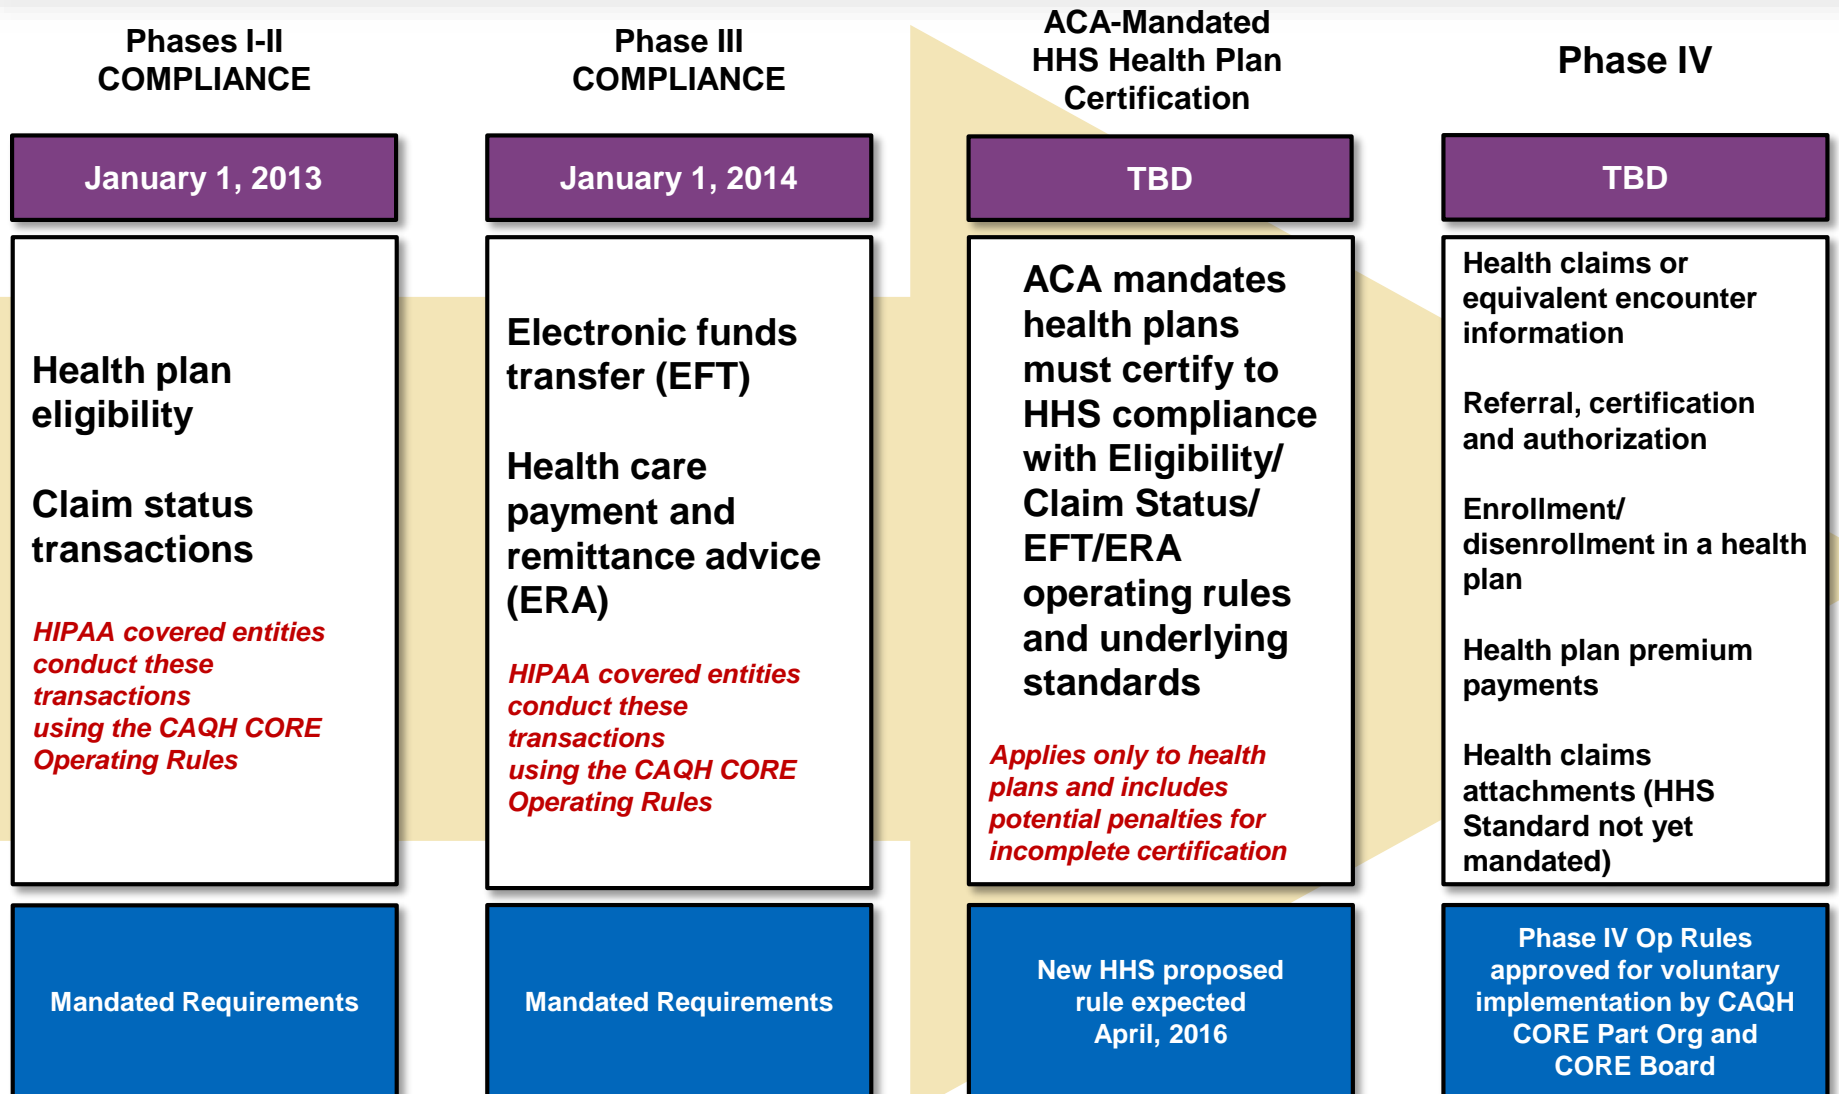 Phases I-II
COMPLIANCE
January 1, 2013
Health plan
eligibility
Claim status
transactions
HIPAA covered entities
conduct these
transactions
using the CAQH CORE
Operating Rules
Mandated Requirements
Phase III
COMPLIANCE
January 1, 2014
Electronic funds
transfer (EFT)
Health care
payment and
remittance advice
(ERA)
HIPAA covered entities
conduct these
transactions
using the CAQH CORE
Operating Rules
Mandated Requirements
ACA-Mandated
HHS Health Plan
Certification
TBD
ACA mandates
health plans
must certify to
HHS compliance
with Eligibility/
Claim Status/
EFT/ERA
operating rules
and underlying
standards
Applies only to health
plans and includes
potential penalties for
incomplete certification
New HHS proposed
rule expected
April, 2016
Phase IV
TBD
Health claims or
equivalent encounter
information
Referral, certification
and authorization
Enrollment/
disenrollment in a health
plan
Health plan premium
payments
Health claims
attachments (HHS
Standard not yet
mandated)
Phase IV Op Rules
approved for voluntary
implementation by CAQH
CORE Part Org and
CORE Board